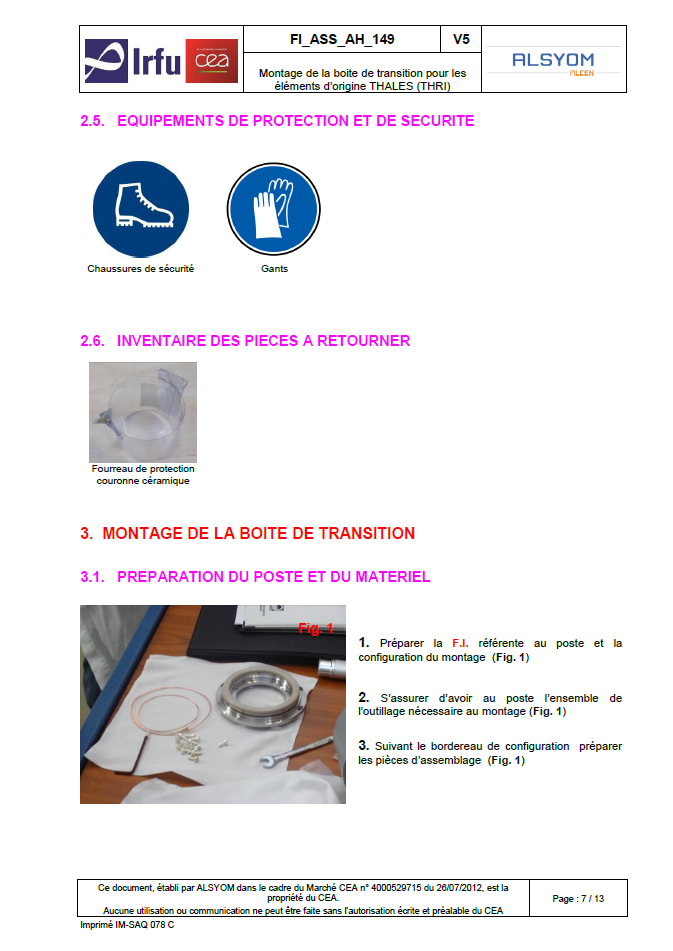 Irfu
cea
FI_ASS_AH_149
V5
Montage de la boite de transition pour les
éléments d'origine THALES (THRI)
ALSYOM
ALCEN
2.5. EQUIPEMENTS DE PROTECTION ET DE SECURITE
Chaussures de sécurité
Gants
2.6. INVENTAIRE DES PIECES A RETOURNER
Fourreau de protection
couronne céramique
3. MONTAGE DE LA BOITE DE TRANSITION
3.1. PREPARATION DU POSTE ET DU MATERIEL
Fig. 1
1. Préparer la F.I. référente au poste et la
configuration du montage (Fig. 1)
2. S'assurer d'avoir au poste l'ensemble de
l'outillage nécessaire au montage (Fig. 1)
3. Suivant le bordereau de configuration préparer
les pièces d'assemblage (Fig. 1)
Ce document, établi par ALSYOM dans le cadre du Marché CEA n° 4000529715 du 26/07/2012, est la
propriété du CEA.
Aucune utilisation ou communication ne peut être faite sans l'autorisation écrite et préalable du CEA
Page : 7 / 13
Imprimé IM-SAQ 078 C